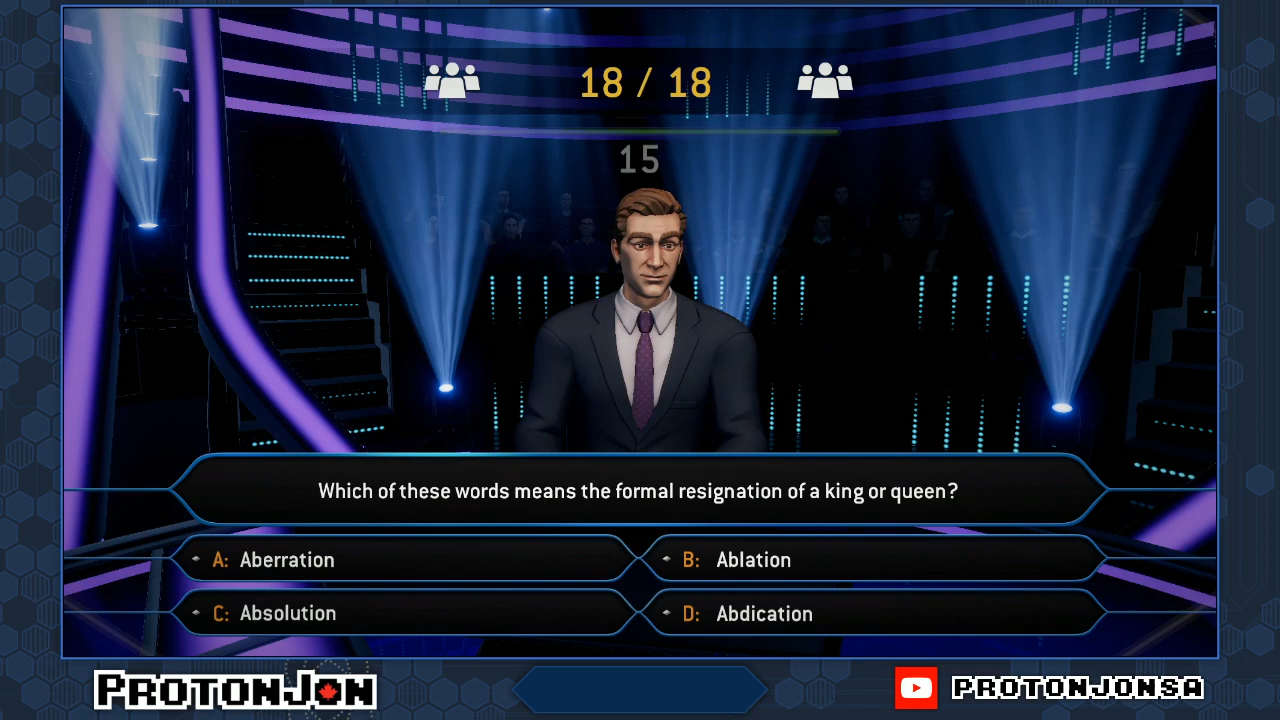 18 / 18
15
Which of these words means the formal resignation of a king or queen?
A: Aberration
B: Ablation
C: Absolution
D: Abdication
PROTONJON
PROTONJONSA